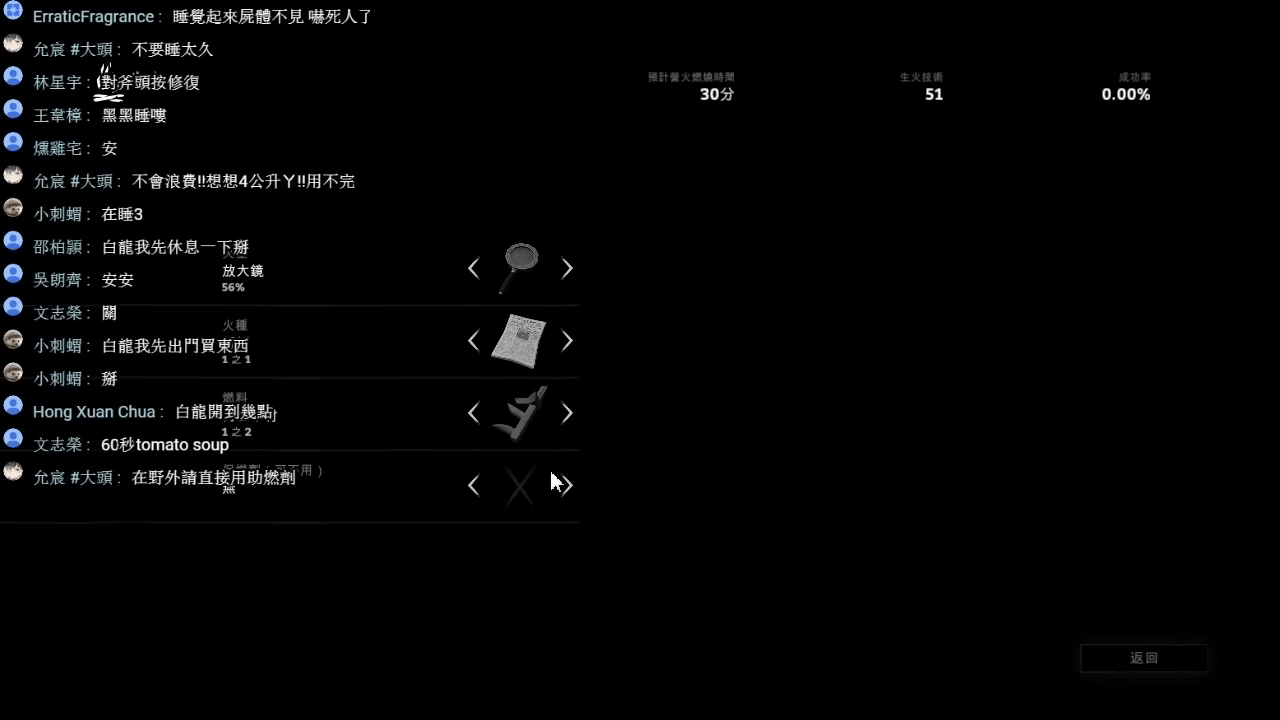 ErraticFragrance : 睡覺起來屍體不見 嚇死人了
允宸 #大頭 : 不要睡太久
林星宇 : 對斧頭按修復
王韋樟 : 黑黑睡嘍
燻雞宅 : 安
允宸 #大頭 : 不會浪費!!想想4公升丫!!用不完
小刺蝟 : 在睡3
邵柏顥 : 白龍我先休息一下掰
吳朗齊 : 安安
文志榮 : 關
小刺蝟 : 白龍我先出門買東西
小刺蝟 : 掰
Hong Xuan Chua : 白龍開到幾點
文志榮 : 60秒tomato soup
允宸 #大頭 : 在野外請直接用助燃劑
預計營火燃燒時間
30分
生火技術
51
成功率
0.00%
放大鏡
56%
火種
1 之 1
燃料
1 之 2
無
返回